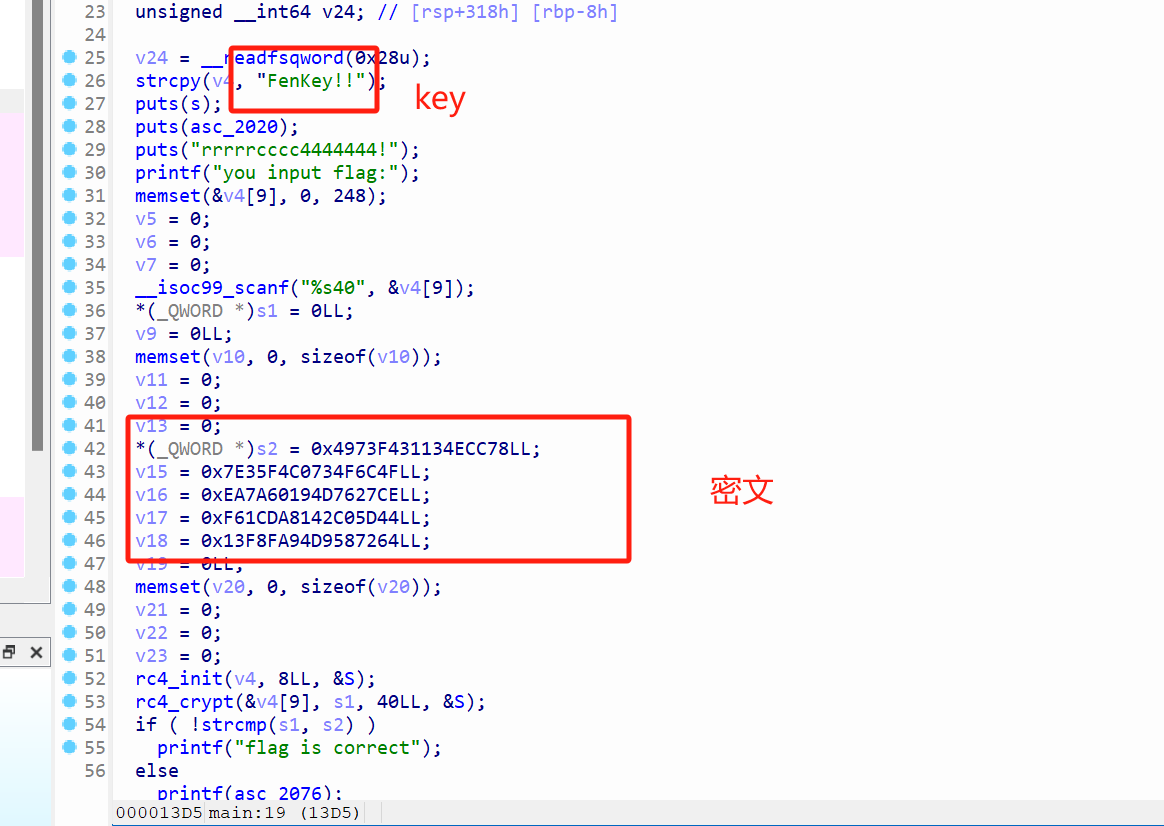 23 unsigned __int64 v24; // [rsp+318h] [rbp-8h]
24
25 v24 = __readfsqword(0x28u);
26 strcpy(v4, "FenKey!!");
key
27 puts(s);
28 puts(asc_2020);
29 puts("rrrrrcccc4444444!");
30 printf("you input flag:");
31 memset(&v4[9], 0, 248);
32 v5 = 0;
33 v6 = 0;
34 v7 = 0;
35 __isoc99_scanf("%s40", &v4[9]);
36 *(_QWORD *)s1 = 0LL;
37 v9 = 0LL;
38 memset(v10, 0, sizeof(v10));
39 v11 = 0;
40 v12 = 0;
41 v13 = 0;
42 *(_QWORD *)s2 = 0x4973F431134ECC78LL;
43 v15 = 0x7E35F4C0734F6C4FLL;
44 v16 = 0xEA7A60194D7627CELL;
密文
45 v17 = 0xF61CDA8142C05D44LL;
46 v18 = 0x13F8FA94D9587264LL;
47 v19 = 0LL;
48 memset(v20, 0, sizeof(v20));
49 v21 = 0;
50 v22 = 0;
51 v23 = 0;
52 rc4_init(v4, 8LL, &S);
53 rc4_crypt(&v4[9], s1, 40LL, &S);
54 if ( !strcmp(s1, s2) )
55 printf("flag is correct");
56 else
printf(asc_2076);
000013D5 main:19 (13D5)